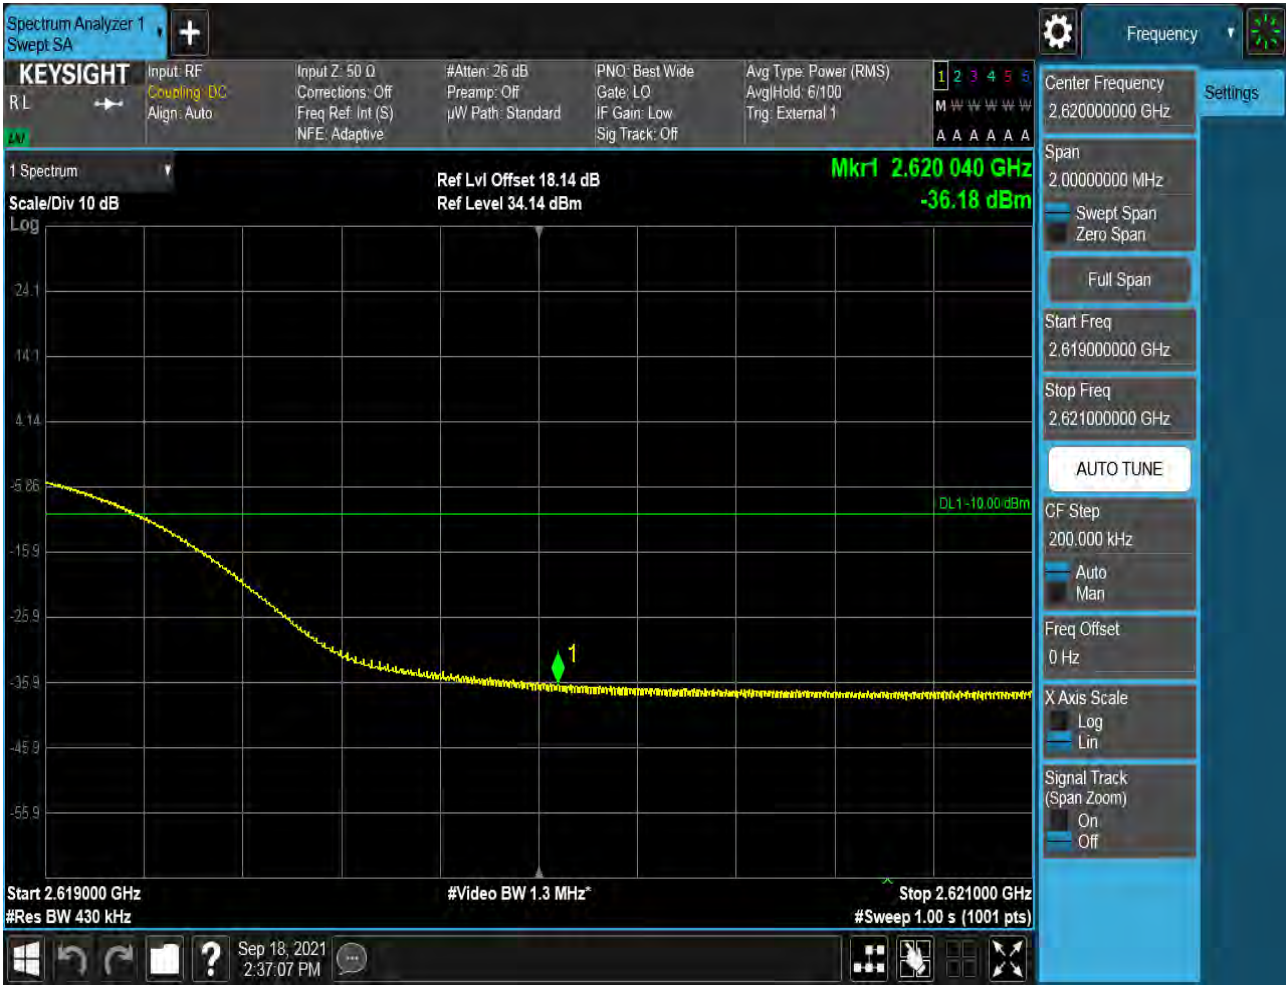 Spectrum Analyzer 1
Swept SA
+
Frequency
KEYSIGHT
R L
LXI
Input: RF
Coupling: DC
Align: Auto
Input Z: 50 Ω
Corrections: Off
Freq Ref: Int (S)
NFE: Adaptive
#Atten: 26 dB
Preamp: Off
µW Path: Standard
PNO: Best Wide
Gate: LO
IF Gain: Low
Sig Track: Off
Avg Type: Power (RMS)
Avg|Hold: 6/100
Trig: External 1
1 2 3 4 5 6
M W W W W W
A A A A A A
1 Spectrum
Scale/Div 10 dB
Log
Ref Lvl Offset 18.14 dB
Ref Level 34.14 dBm
Mkr1 2.620 040 GHz
-36.18 dBm
24.1
14.1
4.14
-5.86
DL1 -10.00 dBm
-15.9
-25.9
1
-35.9
-45.9
-55.9
Start 2.619000 GHz
#Res BW 430 kHz
#Video BW 1.3 MHz*
Stop 2.621000 GHz
#Sweep 1.00 s (1001 pts)
Center Frequency
2.620000000 GHz
Settings
Span
2.00000000 MHz
Swept Span
Zero Span
Full Span
Start Freq
2.619000000 GHz
Stop Freq
2.621000000 GHz
AUTO TUNE
CF Step
200.000 kHz
Auto
Man
Freq Offset
0 Hz
X Axis Scale
Log
Lin
Signal Track
(Span Zoom)
On
Off
?
Sep 18, 2021
2:37:07 PM